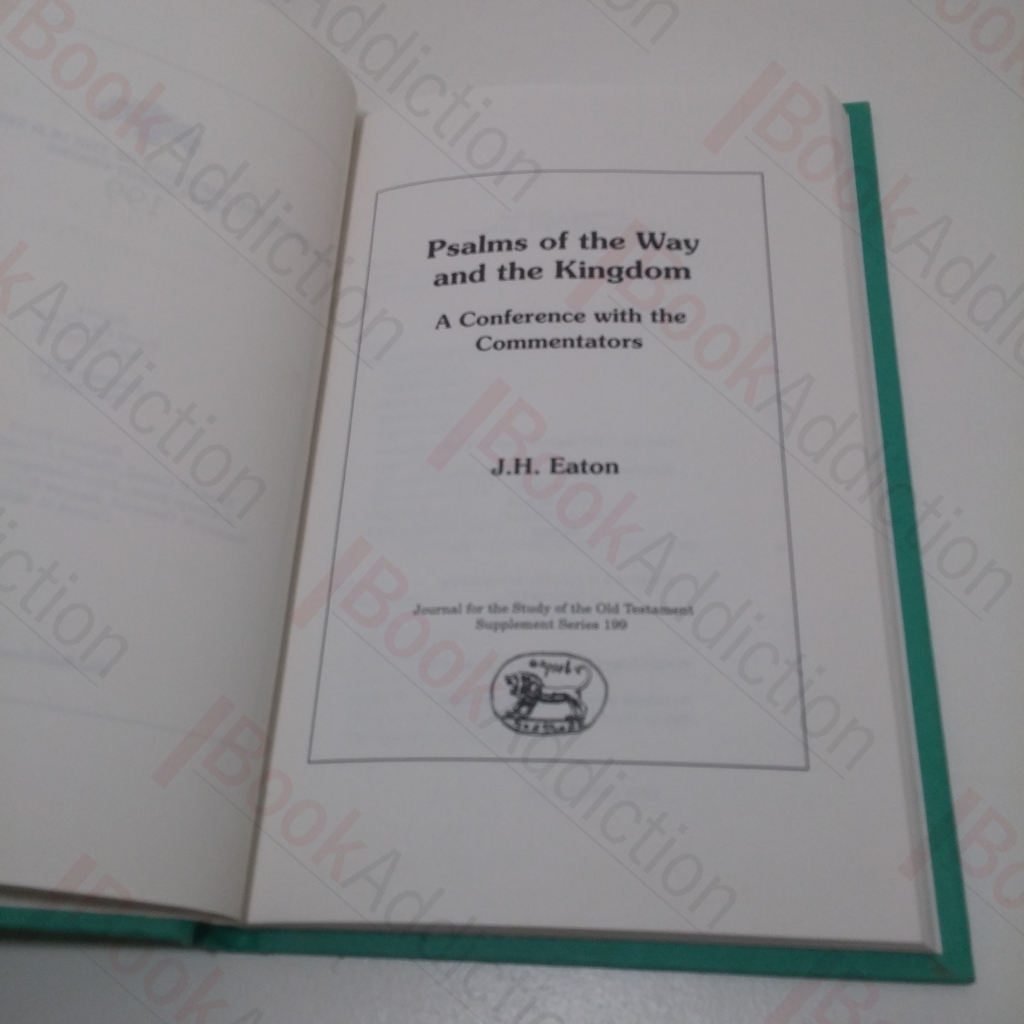 Psalms of the Way
and the Kingdom
A Conference with the
Commentators
J.H. Eaton
Journal for the Study of the Old Testament
Supplement Series 199
BookAddiction